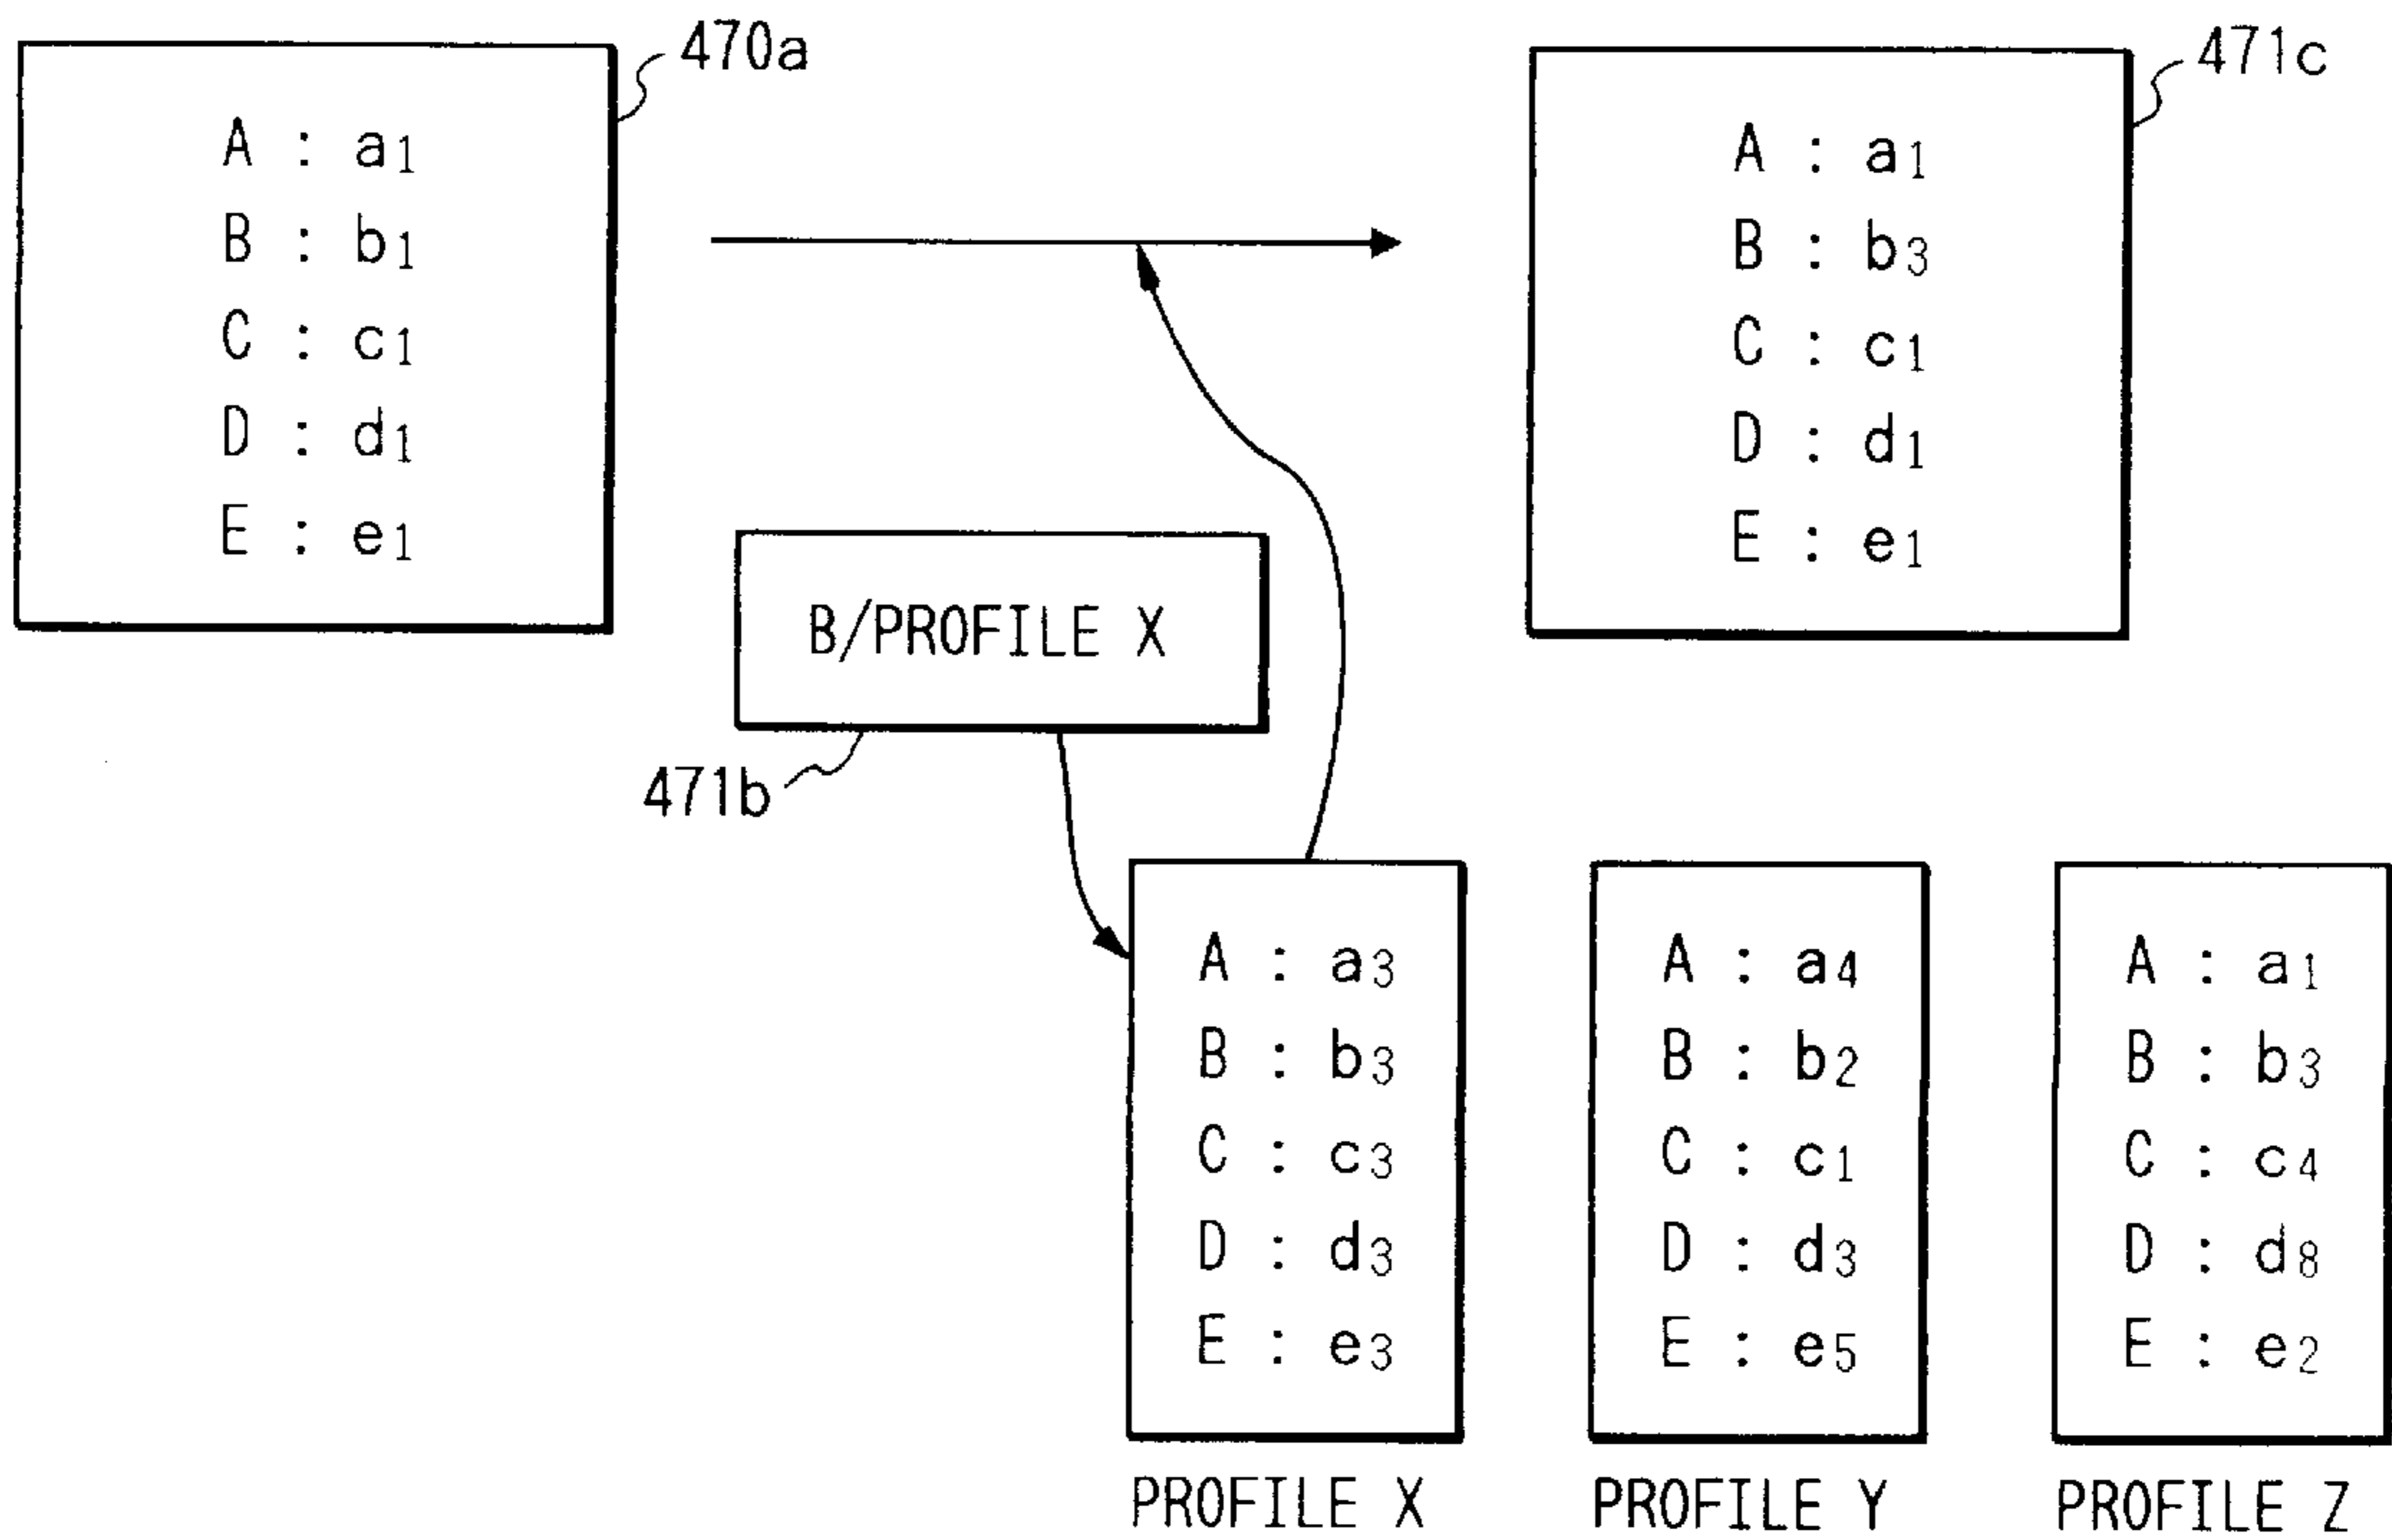 470a
A : a1
B : b1
C : c1
D : d1
E : e1
471c
A : a1
B : b3
C : c1
D : d1
E : e1
B/PROFILE X
471b
A : a3
B : b3
C : c3
D : d3
E : e3
PROFILE X
A : a4
B : b2
C : c1
D : d3
E : e5
PROFILE Y
A : a1
B : b3
C : c4
D : d8
E : e2
PROFILE Z